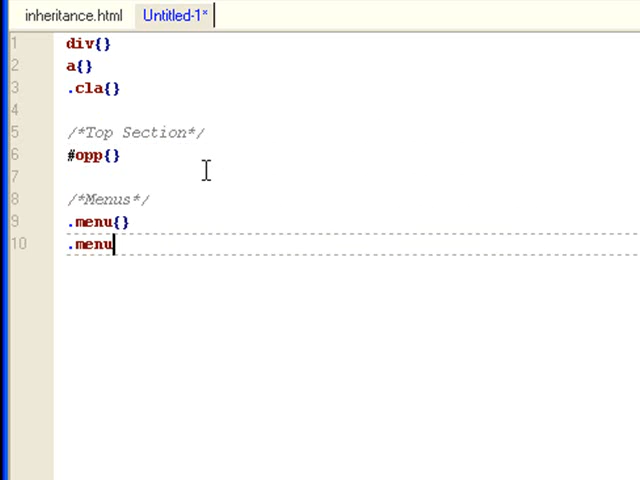 inheritance.html Untitled-1*
1 div{}
2 a{}
3 .cla{}
4
5 /*Top Section*/
6 #opp{}
7
8 /*Menus*/
9 .menu{}
10 .menu